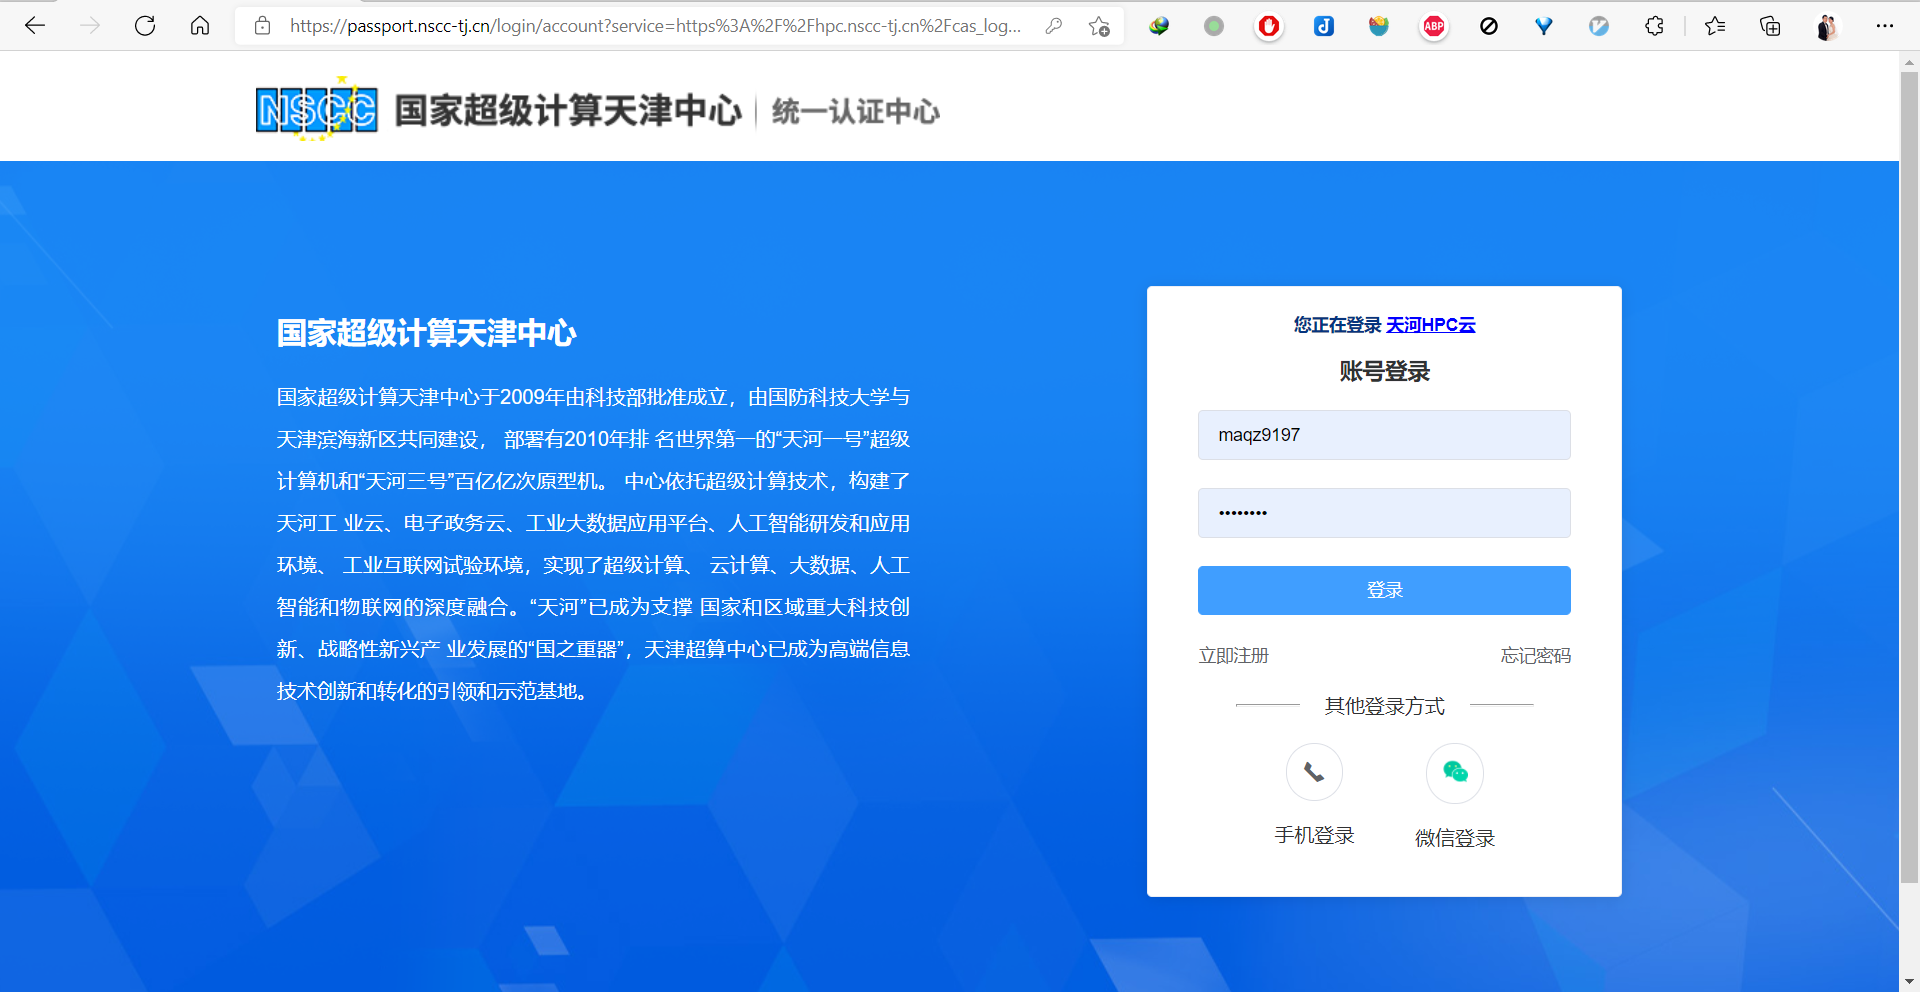 https://passport.nscc-tj.cn/login/account?service=https%3A%2F%2Fhpc.nscc-tj.cn%2Fcas_log...
ABP
NSCC 国家超级计算天津中心 | 统一认证中心
国家超级计算天津中心
国家超级计算天津中心于2009年由科技部批准成立，由国防科技大学与
天津滨海新区共同建设， 部署有2010年排 名世界第一的“天河一号”超级
计算机和“天河三号”百亿亿次原型机。 中心依托超级计算技术，构建了
天河工 业云、电子政务云、工业大数据应用平台、人工智能研发和应用
环境、 工业互联网试验环境，实现了超级计算、 云计算、大数据、人工
智能和物联网的深度融合。“天河”已成为支撑 国家和区域重大科技创
新、战略性新兴产 业发展的“国之重器”，天津超算中心已成为高端信息
技术创新和转化的引领和示范基地。
您正在登录 天河HPC云
账号登录
maqz9197
••••••••
登录
立即注册 忘记密码
其他登录方式
手机登录 微信登录